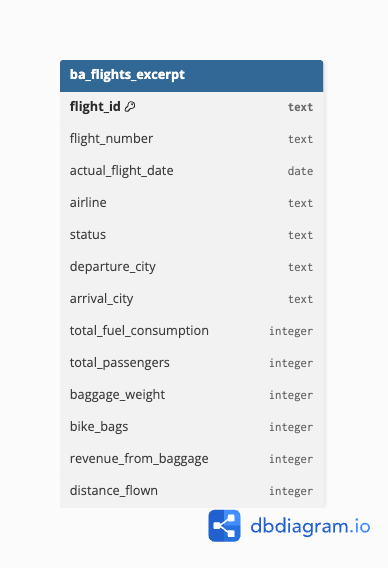 ba_flights_excerpt
flight_id text
flight_number text
actual_flight_date date
airline text
status text
departure_city text
arrival_city text
total_fuel_consumption integer
total_passengers integer
baggage_weight integer
bike_bags integer
revenue_from_baggage integer
distance_flown integer
dbdiagram.io